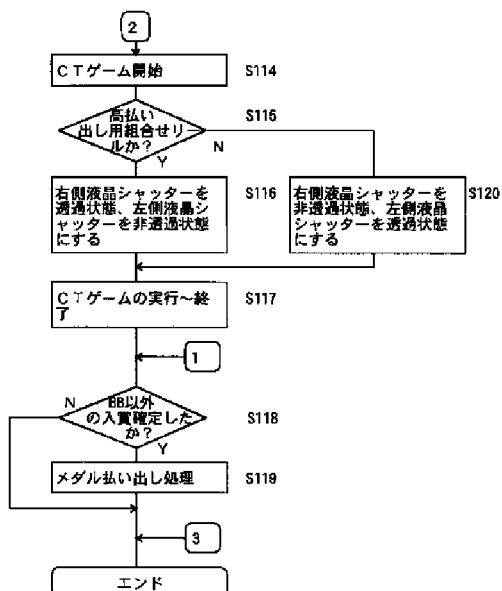 2
CTゲーム開始
S114
高払い
出し用組合せリー
ルか?
S115
N
Y
右側液晶シャッターを
透過状態、左側液晶シ
ャッターを非透過状態
にする
S116
右側液晶シャッターを
非透過状態、左側液晶
シャッターを透過状態
にする
S120
CTゲームの実行~終
了
S117
1
N
BB以外
の入賞確定した
か?
S118
Y
メダル払い出し処理
S119
3
エンド